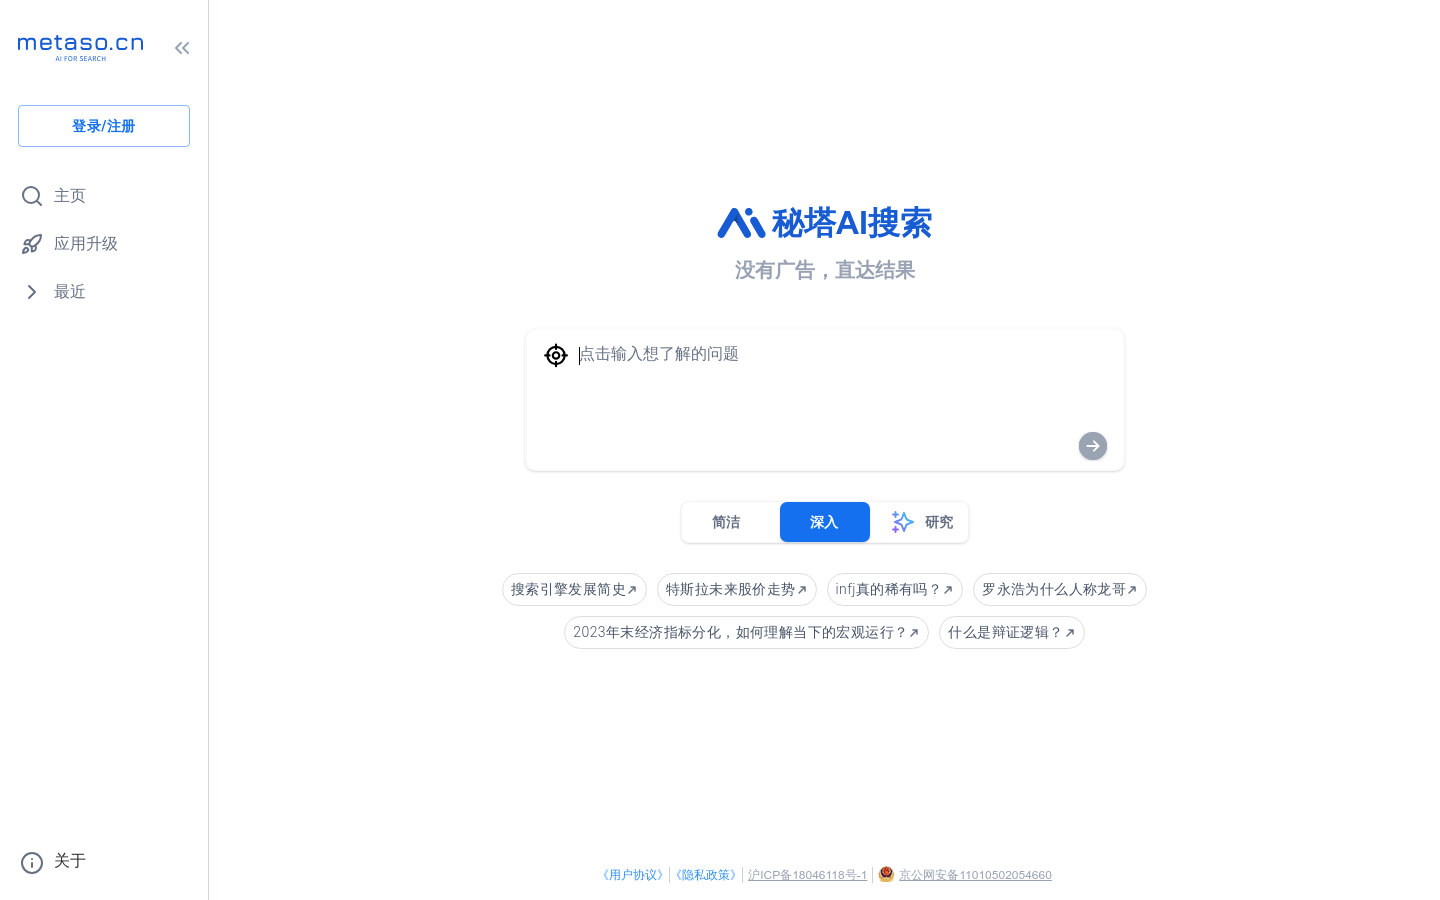 metaso.cn
AI FOR SEARCH
登录/注册
主页
应用升级
最近
关于
秘塔AI搜索
没有广告，直达结果
点击输入想了解的问题
简洁 深入 研究
搜索引擎发展简史 特斯拉未来股价走势 infj真的稀有吗？ 罗永浩为什么人称龙哥
2023年末经济指标分化，如何理解当下的宏观运行？ 什么是辩证逻辑？
《用户协议》 《隐私政策》 沪ICP备18046118号-1 京公网安备11010502054660